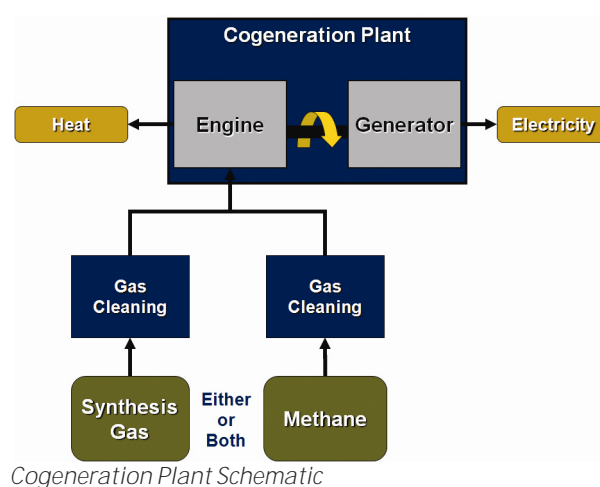 Cogeneration Plant
Heat
Engine
Generator
Electricity
Gas
Cleaning
Gas
Cleaning
Synthesis
Gas
Either
or
Both
Methane
Cogeneration Plant Schematic